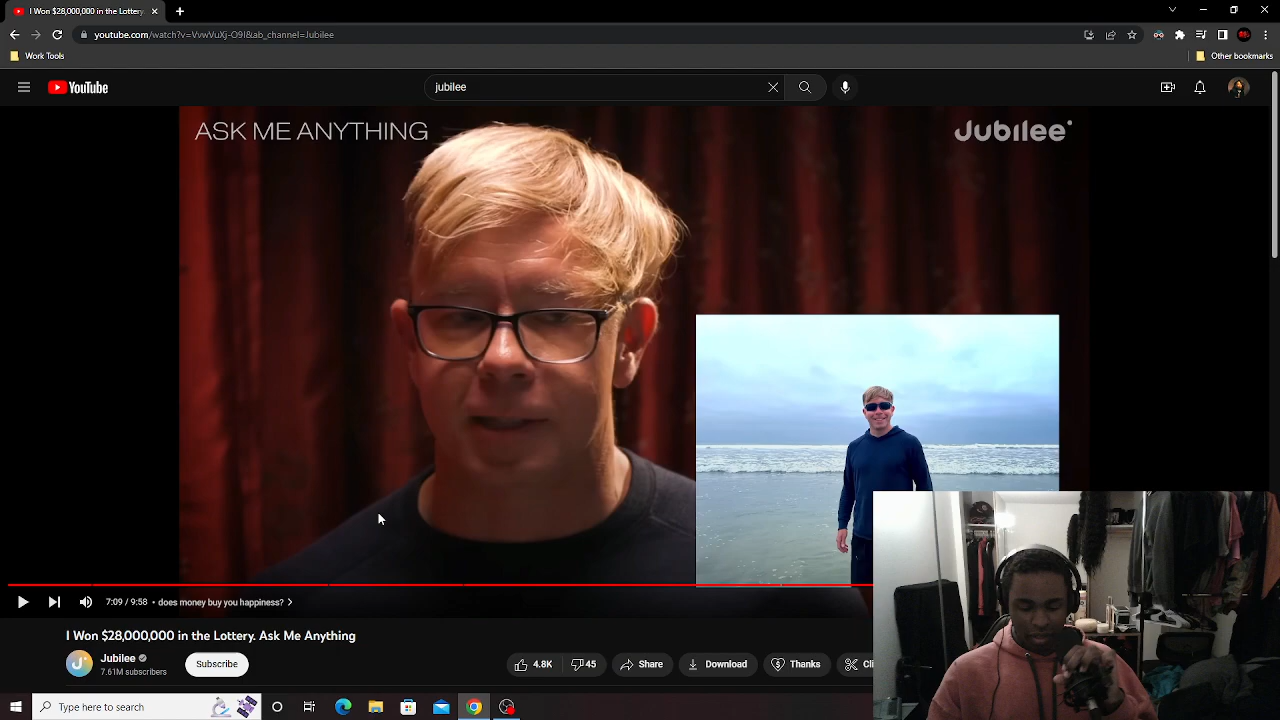 I Won $28,000,000 in the Lottery.
youtube.com/watch?v=VvwVuXj-O9I&ab_channel=Jubilee
Work Tools
Other bookmarks
YouTube
jubilee
ASK ME ANYTHING
Jubilee
7:09 / 9:58 • does money buy you happiness? >
I Won $28,000,000 in the Lottery. Ask Me Anything
Jubilee
7.61M subscribers
Subscribe
4.8K
45
Share
Download
Thanks
Cli
Type here to search